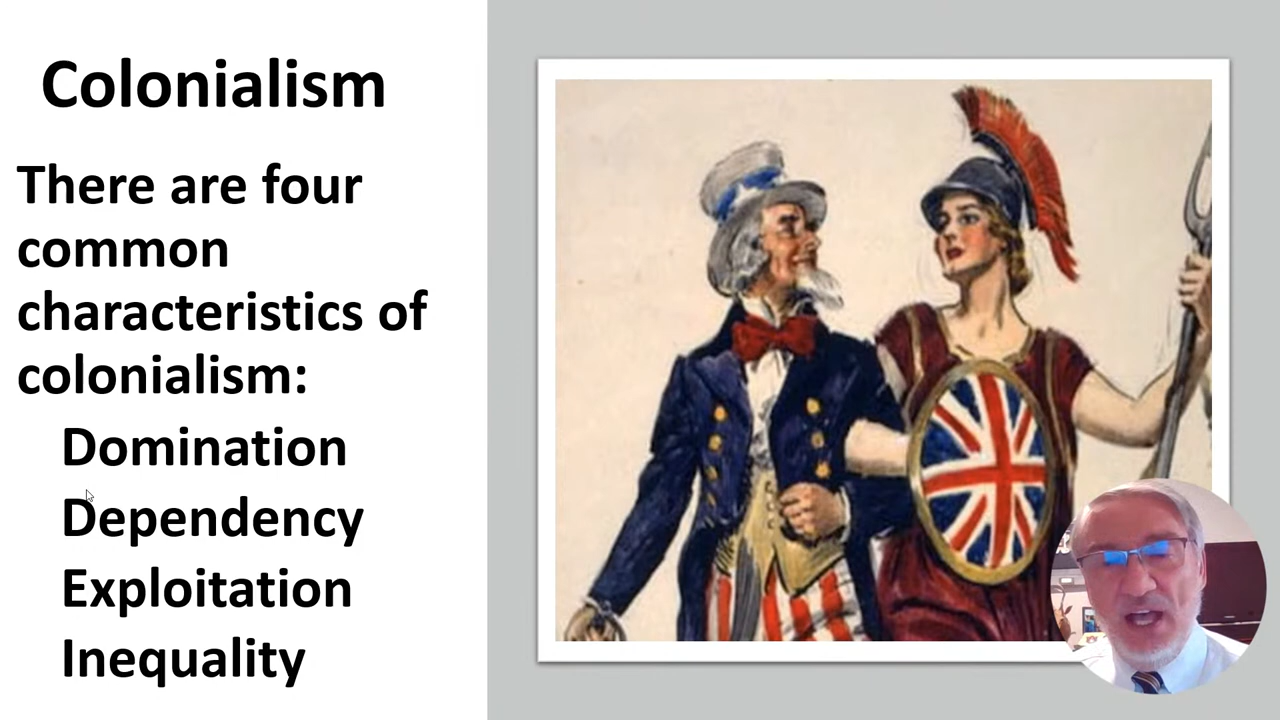 Colonialism
There are four
common
characteristics of
colonialism:
Domination
Dependency
Exploitation
Inequality